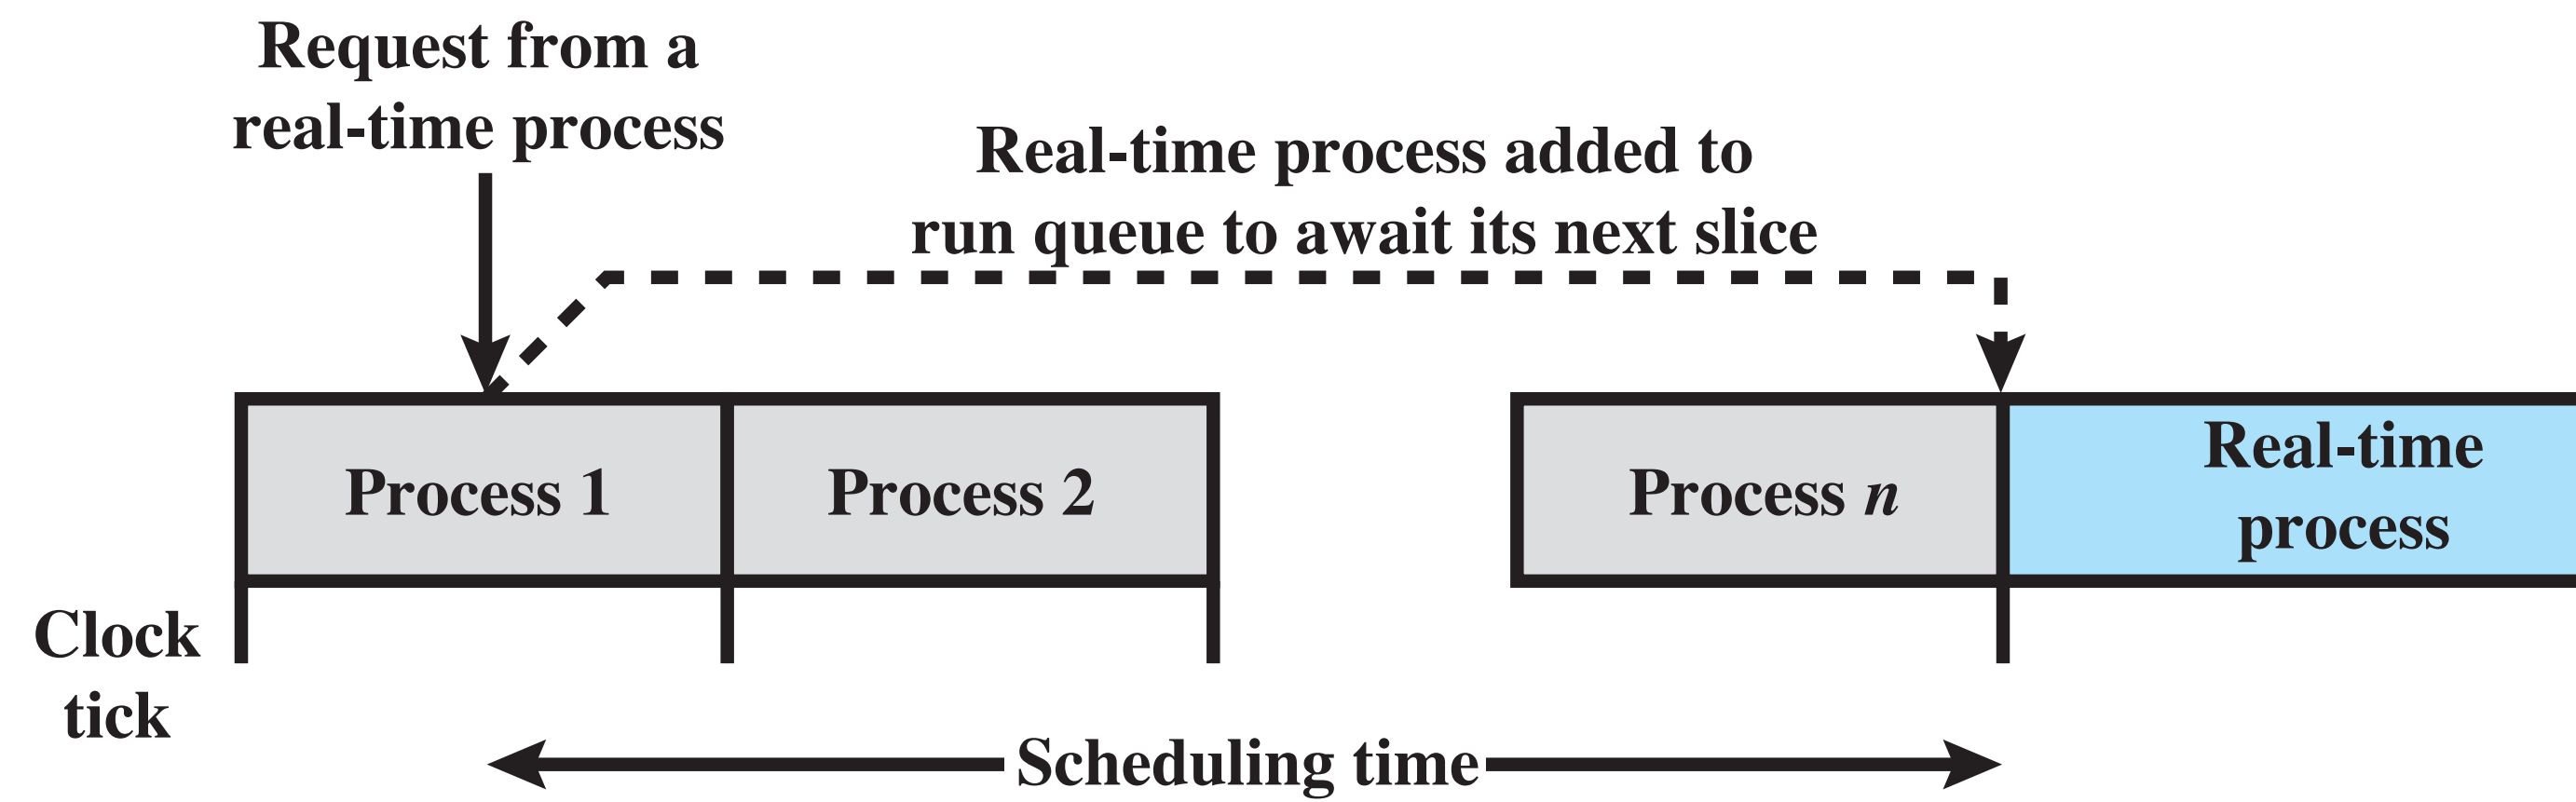 Request from a
real-time process
Real-time process added to
run queue to await its next slice
Process 1
Process 2
Process n
Real-time
process
Clock
tick
Scheduling time